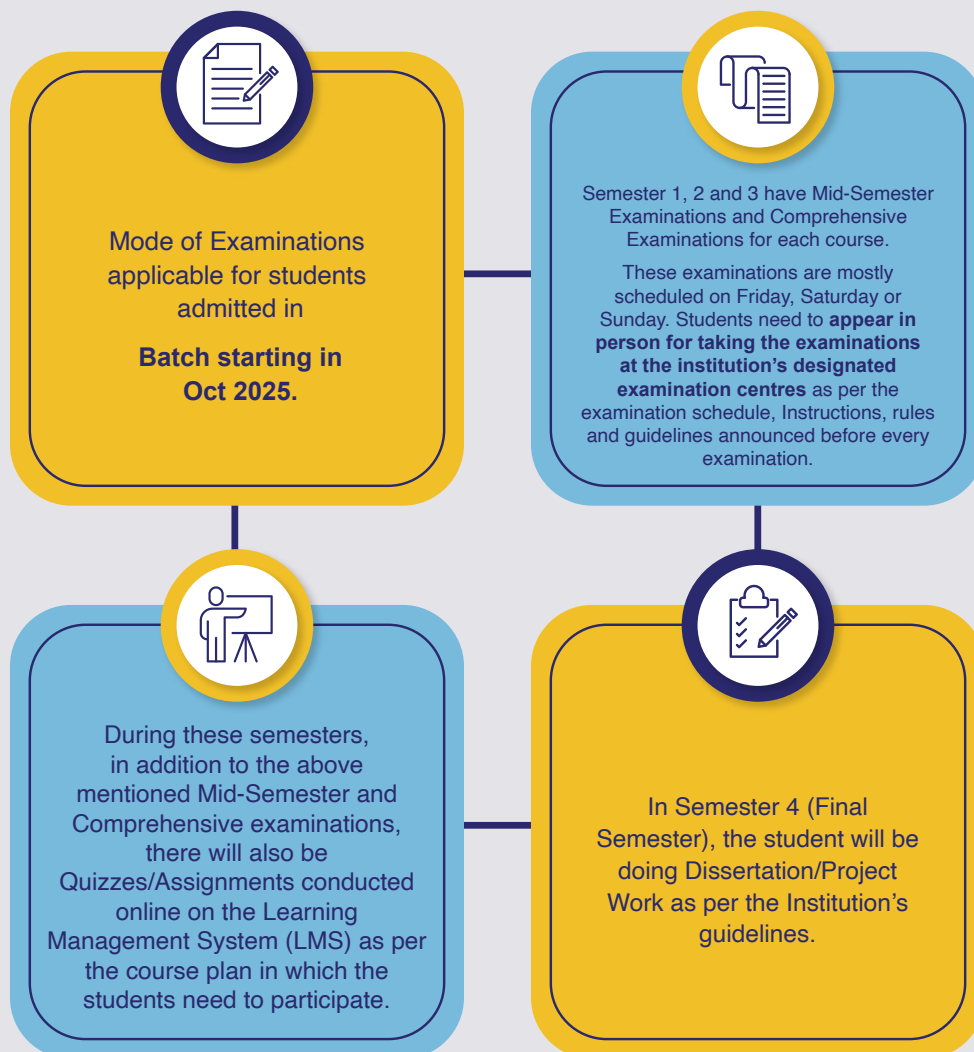 Mode of Examinations
applicable for students
admitted in
Batch starting in
Oct 2025.
Semester 1, 2 and 3 have Mid-Semester
Examinations and Comprehensive
Examinations for each course.
These examinations are mostly
scheduled on Friday, Saturday or
Sunday. Students need to appear in
person for taking the examinations
at the institution’s designated
examination centres as per the
examination schedule, Instructions, rules
and guidelines announced before every
examination.
During these semesters,
in addition to the above
mentioned Mid-Semester and
Comprehensive examinations,
there will also be
Quizzes/Assignments conducted
online on the Learning
Management System (LMS) as per
the course plan in which the
students need to participate.
In Semester 4 (Final
Semester), the student will be
doing Dissertation/Project
Work as per the Institution’s
guidelines.